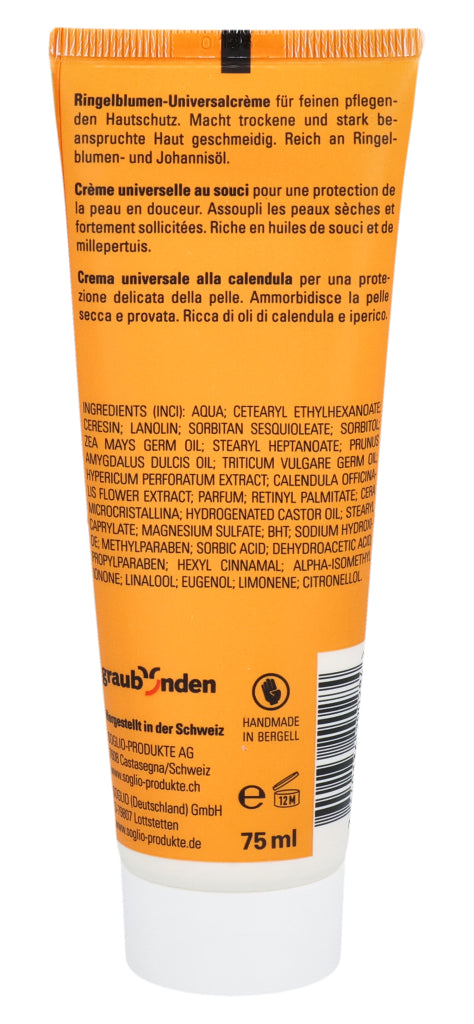 Ringelblumen-Universalcrème für feinen pflegen-
den Hautschutz. Macht trockene und stark be-
anspruchte Haut geschmeidig. Reich an Ringel-
blumen- und Johannisöl.
Crème universelle au souci pour une protection de
la peau en douceur. Assoupli les peaux sèches et
fortement sollicitées. Riche en huiles de souci et de
millepertuis.
Crema universale alla calendula per una prote-
zione delicata della pelle. Ammorbidisce la pelle
secca e provata. Ricca di oli di calendula e iperico.
INGREDIENTS (INCI): AQUA; CETEARYL ETHYLHEXANOATE;
CERESIN; LANOLIN; SORBITAN SESQUIOLEATE; SORBITOL;
ZEA MAYS GERM OIL; STEARYL HEPTANOATE; PRUNUS
AMYGDALUS DULCIS OIL; TRITICUM VULGARE GERM OIL;
HYPERICUM PERFORATUM EXTRACT; CALENDULA OFFICINA-
LIS FLOWER EXTRACT; PARFUM; RETINYL PALMITATE; CERA
MICROCRISTALLINA; HYDROGENATED CASTOR OIL; STEARYL
CAPRYLATE; MAGNESIUM SULFATE; BHT; SODIUM HYDROXI-
DE; METHYLPARABEN; SORBIC ACID; DEHYDROACETIC ACID;
PROPYLPARABEN; HEXYL CINNAMAL; ALPHA-ISOMETHYL
IONONE; LINALOOL; EUGENOL; LIMONENE; CITRONELLOL.
graubünden
HANDMADE
IN BERGELL
Hergestellt in der Schweiz
SOGLIO-PRODUKTE AG
7608 Castasegna/Schweiz
www.soglio-produkte.ch
SOGLIO (Deutschland) GmbH
D-79807 Lottstetten
www.soglio-produkte.de
e
12M
75 ml